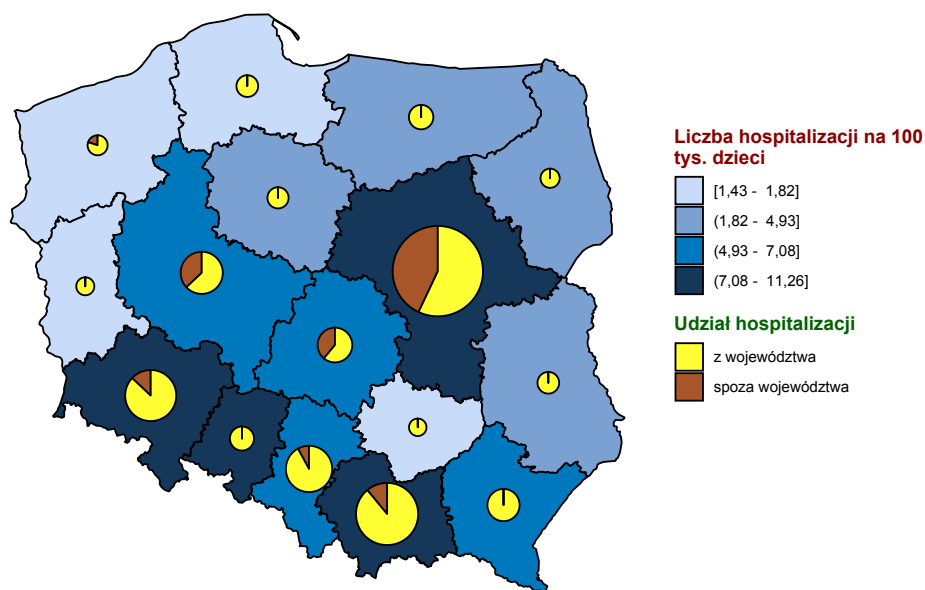 Liczba hospitalizacji na 100
tys. dzieci
[1,43 - 1,82]
(1,82 - 4,93]
(4,93 - 7,08]
(7,08 - 11,26]
Udział hospitalizacji
z województwa
spoza województwa